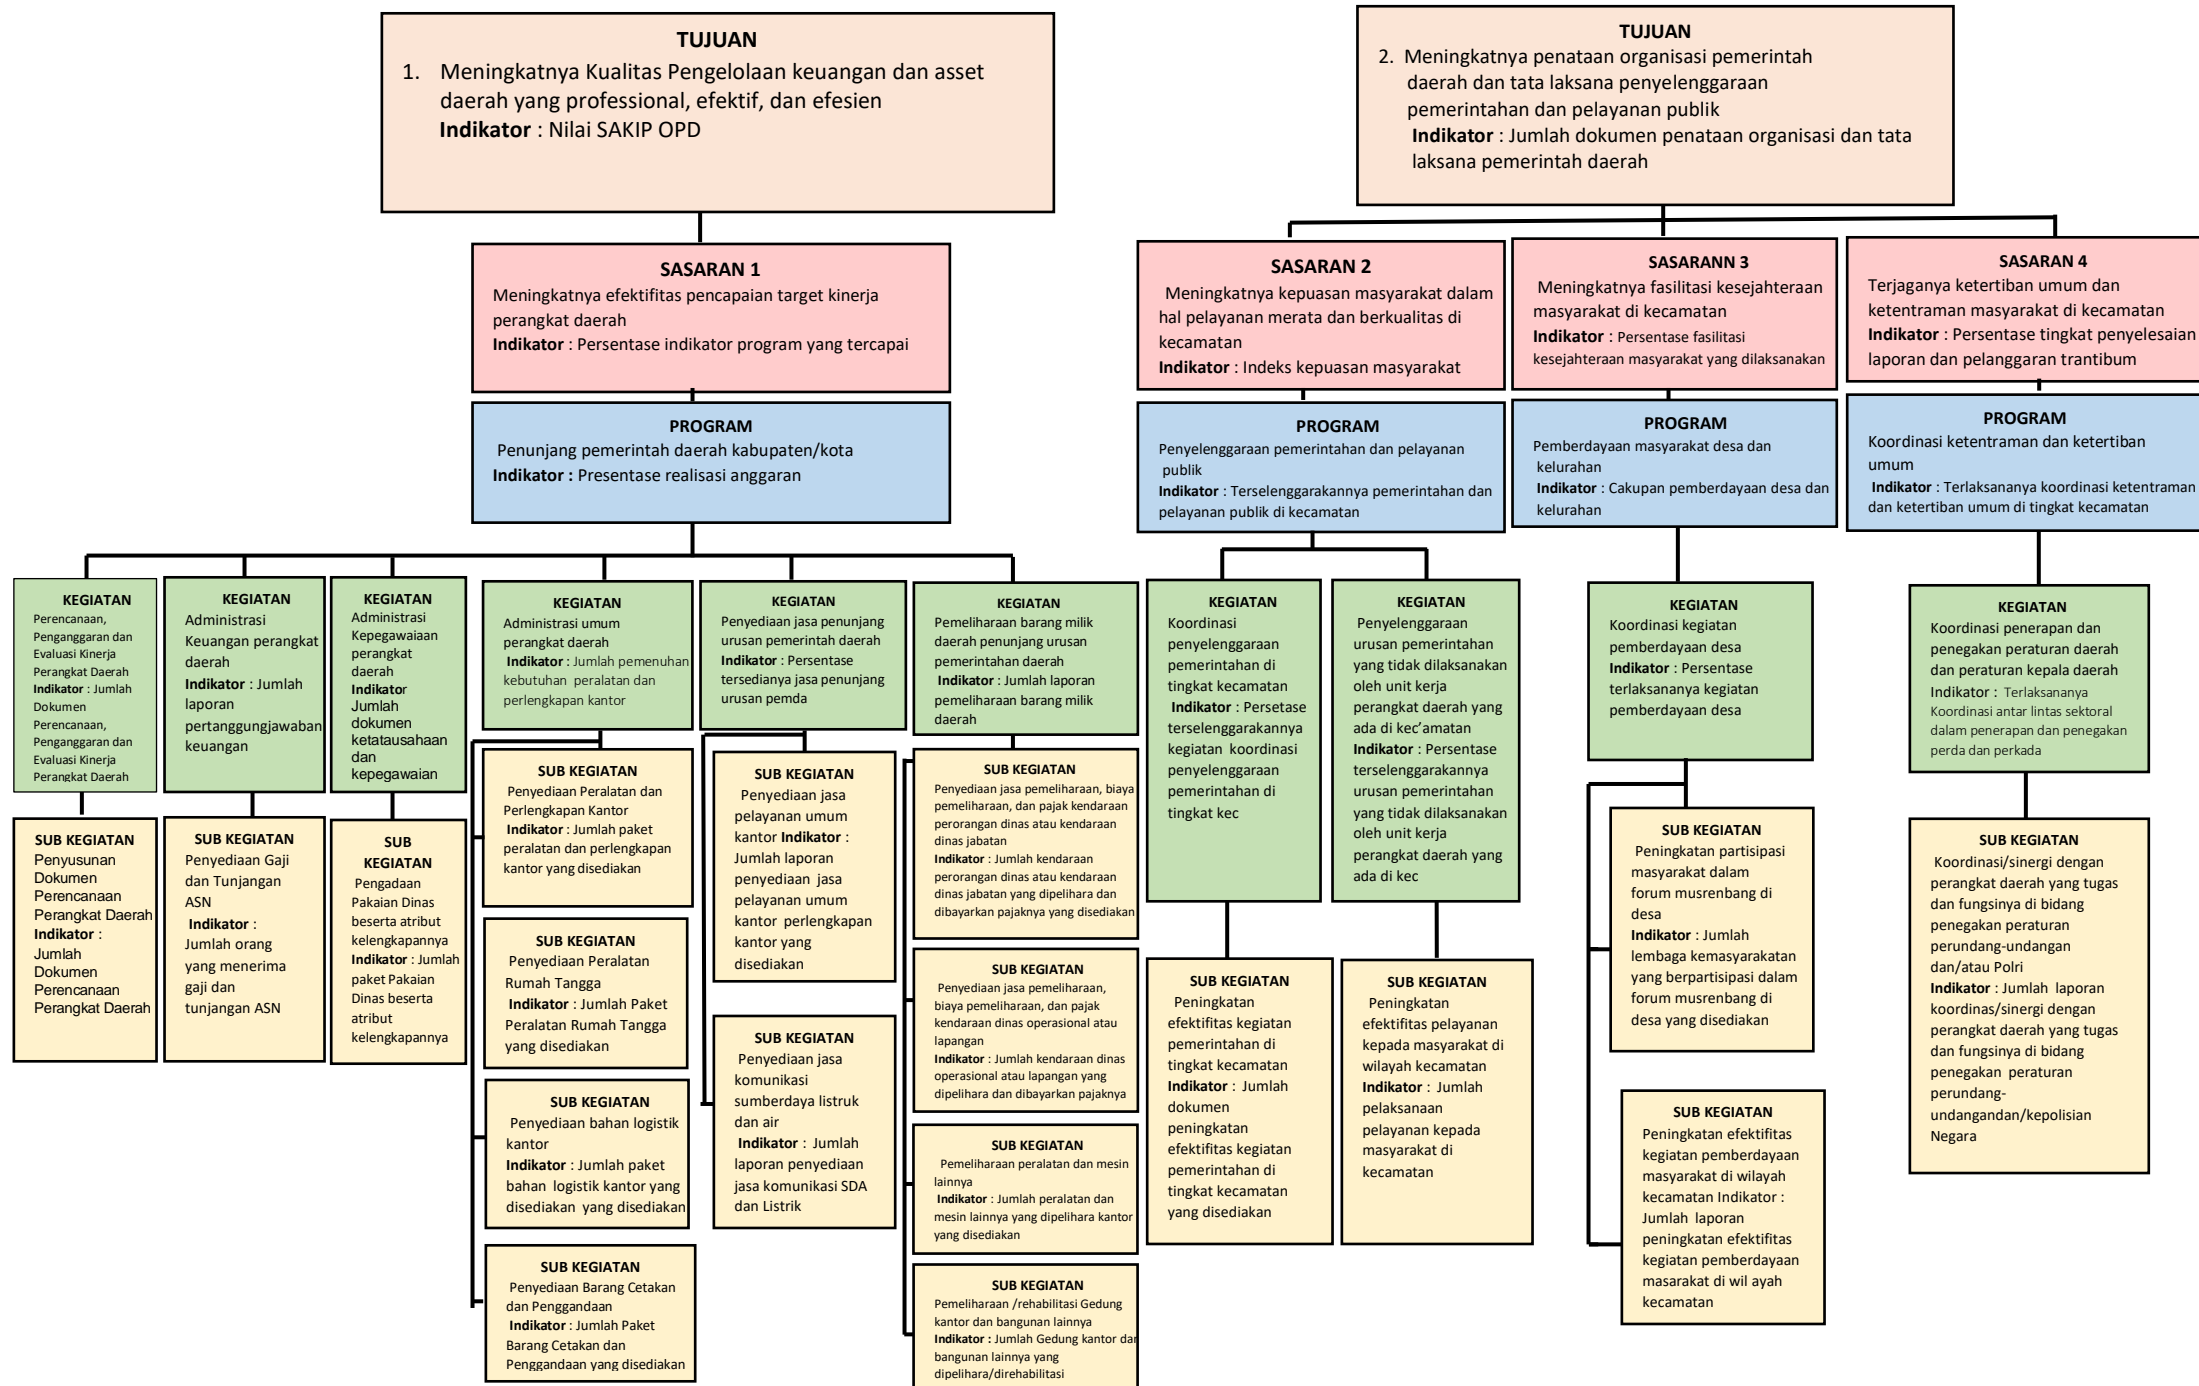 TUJUAN
1. Meningkatnya Kualitas Pengelolaan keuangan dan asset
daerah yang professional, efektif, dan efesien
Indikator : Nilai SAKIP OPD
TUJUAN
2. Meningkatnya penataan organisasi pemerintah
daerah dan tata laksana penyelenggaraan
pemerintahan dan pelayanan publik
Indikator : Jumlah dokumen penataan organisasi dan tata
laksana pemerintah daerah
SASARAN 1
Meningkatnya efektifitas pencapaian target kinerja
perangkat daerah
Indikator : Persentase indikator program yang tercapai
SASARAN 2
Meningkatnya kepuasan masyarakat dalam
hal pelayanan merata dan berkualitas di
kecamatan
Indikator : Indeks kepuasan masyarakat
SASARANN 3
Meningkatnya fasilitasi kesejahteraan
masyarakat di kecamatan
Indikator : Persentase fasilitasi
kesejahteraan masyarakat yang dilaksanakan
SASARAN 4
Terjaganya ketertiban umum dan
ketentraman masyarakat di kecamatan
Indikator : Persentase tingkat penyelesaian
laporan dan pelanggaran trantibum
PROGRAM
Penunjang pemerintah daerah kabupaten/kota
Indikator : Presentase realisasi anggaran
PROGRAM
Penyelenggaraan pemerintahan dan pelayanan
publik
Indikator : Terselenggarakannya pemerintahan dan
pelayanan publik di kecamatan
PROGRAM
Pemberdayaan masyarakat desa dan
kelurahan
Indikator : Cakupan pemberdayaan desa dan
kelurahan
PROGRAM
Koordinasi ketentraman dan ketertiban
umum
Indikator : Terlaksananya koordinasi ketentraman
dan ketertiban umum di tingkat kecamatan
KEGIATAN
Perencanaan,
Penganggaran dan
Evaluasi Kinerja
Perangkat Daerah
Indikator : Jumlah
Dokumen
Perencanaan,
Penganggaran dan
Evaluasi Kinerja
Perangkat Daerah
KEGIATAN
Administrasi
Keuangan perangkat
daerah
Indikator : Jumlah
laporan
pertanggungjawaban
keuangan
KEGIATAN
Administrasi
Kepegawaiaan
perangkat
daerah
Indikator
Jumlah
dokumen
ketatausahaan
dan
kepegawaian
KEGIATAN
Administrasi umum
perangkat daerah
Indikator : Jumlah pemenuhan
kebutuhan peralatan dan
perlengkapan kantor
KEGIATAN
Penyediaan jasa penunjang
urusan pemerintah daerah
Indikator : Persentase
tersedianya jasa penunjang
urusan pemda
KEGIATAN
Pemeliharaan barang milik
daerah penunjang urusan
pemerintahan daerah
Indikator : Jumlah laporan
pemeliharaan barang milik
daerah
KEGIATAN
Koordinasi
penyelenggaraan
pemerintahan di
tingkat kecamatan
Indikator : Persetase
terselenggarakannya
kegiatan koordinasi
penyelenggaraan
pemerintahan di
tingkat kec
KEGIATAN
Penyelenggaraan
urusan pemerintahan
yang tidak dilaksanakan
oleh unit kerja
perangkat daerah yang
ada di kec'amatan
Indikator : Persentase
terselenggarakannya
urusan pemerintahan
yang tidak dilaksanakan
oleh unit kerja
perangkat daerah yang
ada di kec
KEGIATAN
Koordinasi kegiatan
pemberdayaan desa
Indikator : Persentase
terlaksananya kegiatan
pemberdayaan desa
KEGIATAN
Koordinasi penerapan dan
penegakan peraturan daerah
dan peraturan kepala daerah
Indikator : Terlaksananya
Koordinasi antar lintas sektoral
dalam penerapan dan penegakan
perda dan perkada
SUB KEGIATAN
Penyusunan
Dokumen
Perencanaan
Perangkat Daerah
Indikator :
Jumlah
Dokumen
Perencanaan
Perangkat Daerah
SUB KEGIATAN
Penyediaan Gaji
dan Tunjangan
ASN
Indikator :
Jumlah orang
yang menerima
gaji dan
tunjangan ASN
SUB
KEGIATAN
Pengadaan
Pakaian Dinas
beserta atribut
kelengkapannya
Indikator : Jumlah
paket Pakaian
Dinas beserta
atribut
kelengkapannya
SUB KEGIATAN
Penyediaan Peralatan dan
Perlengkapan Kantor
Indikator : Jumlah paket
peralatan dan perlengkapan
kantor yang disediakan
SUB KEGIATAN
Penyediaan Peralatan
Rumah Tangga
Indikator : Jumlah Paket
Peralatan Rumah Tangga
yang disediakan
SUB KEGIATAN
Penyediaan bahan logistik
kantor
Indikator : Jumlah paket
bahan logistik kantor yang
disediakan yang disediakan
SUB KEGIATAN
Penyediaan Barang Cetakan
dan Penggandaan
Indikator : Jumlah Paket
Barang Cetakan dan
Penggandaan yang disediakan
SUB KEGIATAN
Penyediaan jasa
pelayanan umum
kantor Indikator :
Jumlah laporan
penyediaan jasa
pelayanan umum
kantor perlengkapan
kantor yang
disediakan
SUB KEGIATAN
Penyediaan jasa
komunikasi
sumberdaya listruk
dan air
Indikator : Jumlah
laporan penyediaan
jasa komunikasi SDA
dan Listrik
SUB KEGIATAN
Penyediaan jasa pemeliharaan, biaya
pemeliharaan, dan pajak kendaraan
perorangan dinas atau kendaraan
dinas jabatan
Indikator : Jumlah kendaraan
perorangan dinas atau kendaraan
dinas jabatan yang dipelihara dan
dibayarkan pajaknya yang disediakan
SUB KEGIATAN
Penyediaan jasa pemeliharaan,
biaya pemeliharaan, dan pajak
kendaraan dinas operasional atau
lapangan
Indikator : Jumlah kendaraan dinas
operasional atau lapangan yang
dipelihara dan dibayarkan pajaknya
SUB KEGIATAN
Pemeliharaan peralatan dan mesin
lainnya
Indikator : Jumlah peralatan dan
mesin lainnya yang dipelihara kantor
yang disediakan
SUB KEGIATAN
Pemeliharaan /rehabilitasi Gedung
kantor dan bangunan lainnya
Indikator : Jumlah Gedung kantor dan
bangunan lainnya yang
dipelihara/direhabilitasi
SUB KEGIATAN
Peningkatan
efektifitas kegiatan
pemerintahan di
tingkat kecamatan
Indikator : Jumlah
dokumen
peningkatan
efektifitas kegiatan
pemerintahan di
tingkat kecamatan
yang disediakan
SUB KEGIATAN
Peningkatan
efektifitas pelayanan
kepada masyarakat di
wilayah kecamatan
Indikator : Jumlah
pelaksanaan
pelayanan kepada
masyarakat di
kecamatan
SUB KEGIATAN
Peningkatan partisipasi
masyarakat dalam
forum musrenbang di
desa
Indikator : Jumlah
lembaga kemasyarakatan
yang berpartisipasi dalam
forum musrenbang di
desa yang disediakan
SUB KEGIATAN
Peningkatan efektifitas
kegiatan pemberdayaan
masyarakat di wilayah
kecamatan Indikator :
Jumlah laporan
peningkatan efektifitas
kegiatan pemberdayaan
masarakat di wil ayah
kecamatan
SUB KEGIATAN
Koordinasi/sinergi dengan
perangkat daerah yang tugas
dan fungsinya di bidang
penegakan peraturan
perundang-undangan
dan/atau Polri
Indikator : Jumlah laporan
koordinas/sinergi dengan
perangkat daerah yang tugas
dan fungsinya di bidang
penegakan peraturan
perundang-
undangandan/kepolisian
Negara